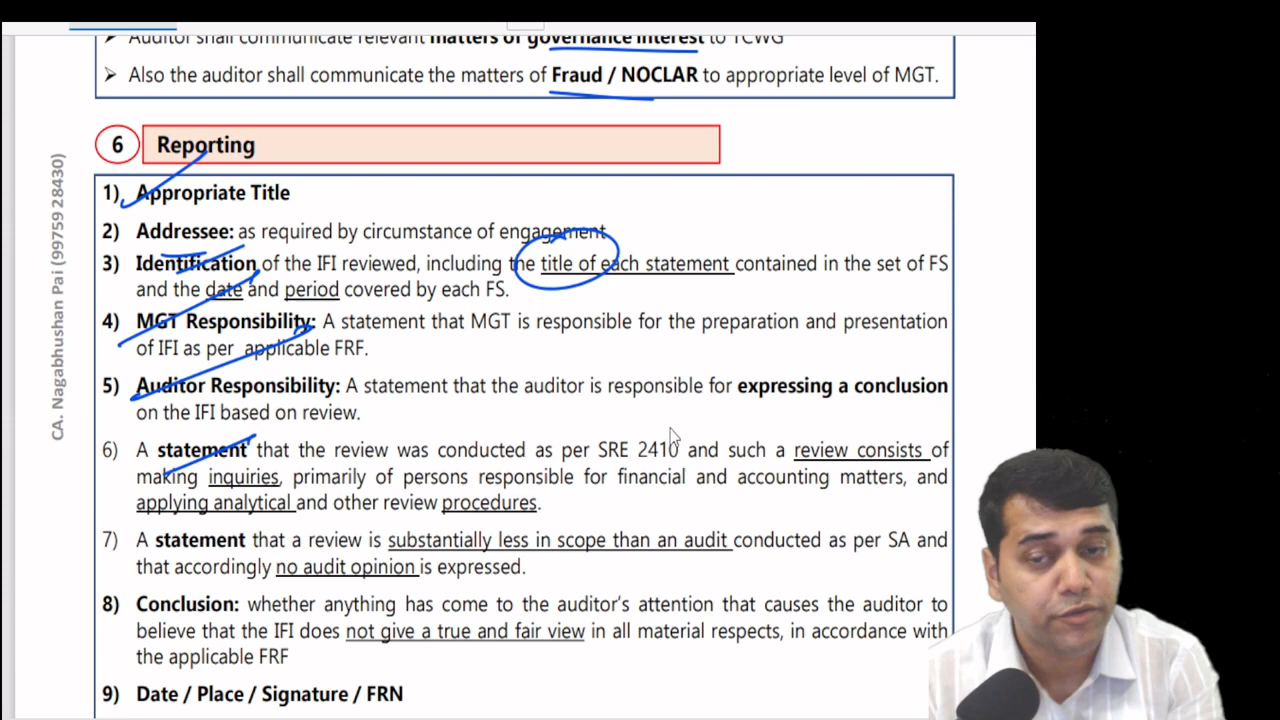 Auditor shall communicate relevant matters of governance interest to TCWG
Also the auditor shall communicate the matters of Fraud / NOCLAR to appropriate level of MGT.
6 Reporting
1) Appropriate Title
2) Addressee: as required by circumstance of engagement
3) Identification of the IFI reviewed, including the title of each statement contained in the set of FS
and the date and period covered by each FS.
4) MGT Responsibility: A statement that MGT is responsible for the preparation and presentation
of IFI as per applicable FRF.
5) Auditor Responsibility: A statement that the auditor is responsible for expressing a conclusion
on the IFI based on review.
6) A statement that the review was conducted as per SRE 2410 and such a review consists of
making inquiries, primarily of persons responsible for financial and accounting matters, and
applying analytical and other review procedures.
7) A statement that a review is substantially less in scope than an audit conducted as per SA and
that accordingly no audit opinion is expressed.
8) Conclusion: whether anything has come to the auditor's attention that causes the auditor to
believe that the IFI does not give a true and fair view in all material respects, in accordance with
the applicable FRF
9) Date / Place / Signature / FRN
CA. Nagabhushan Pai (99759 28430)